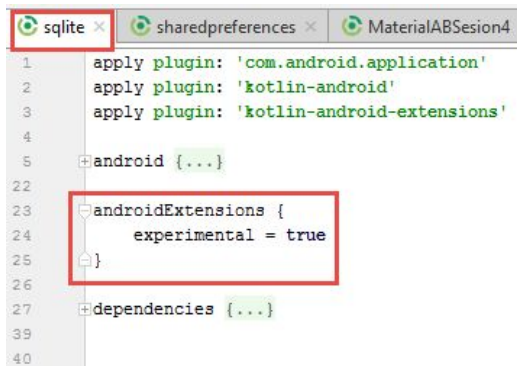 sqlite sharedpreferences MaterialABSesion4
1 apply plugin: 'com.android.application'
2 apply plugin: 'kotlin-android'
3 apply plugin: 'kotlin-android-extensions'
4
5 android {...}
22
23 androidExtensions {
24 experimental = true
25 }
26
27 dependencies {...}
39
40